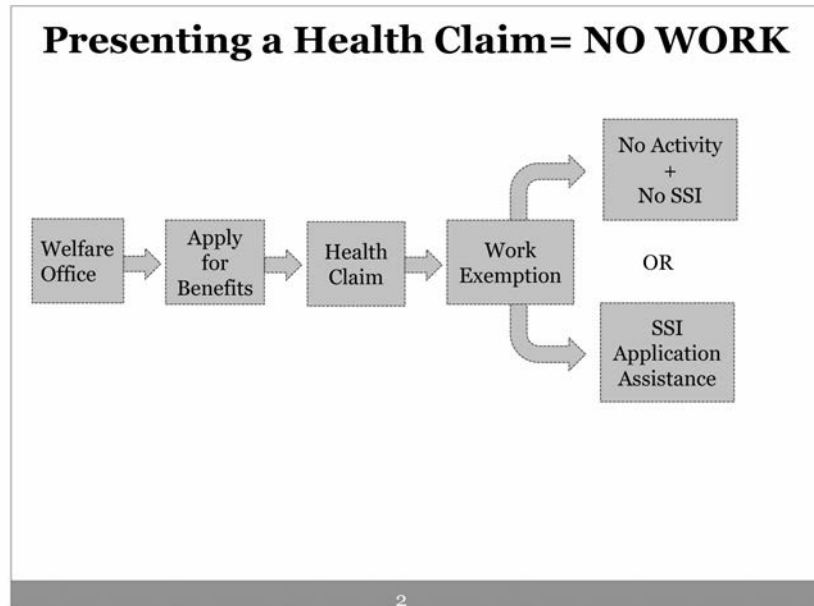 Presenting a Health Claim= NO WORK
Welfare
Office
Apply
for
Benefits
Health
Claim
Work
Exemption
No Activity
+
No SSI
OR
SSI
Application
Assistance
2